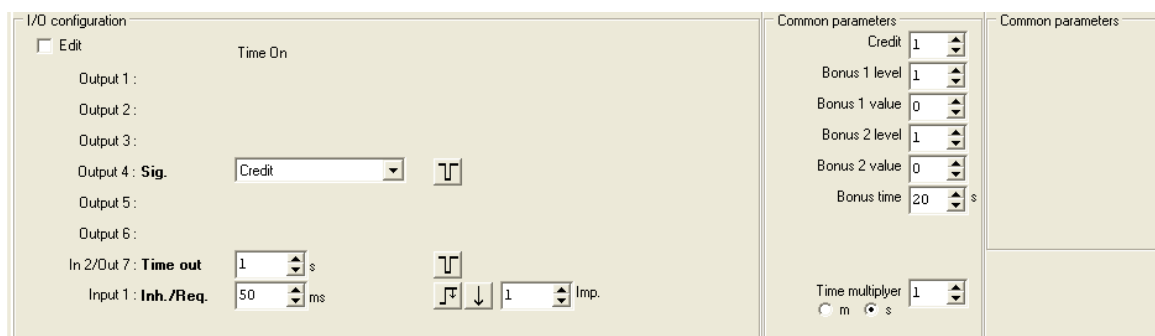 I/O configuration
Edit
Time On
Output 1 :
Output 2 :
Output 3 :
Output 4 : Sig. Credit
Output 5 :
Output 6 :
In 2/Out 7 : Time out 1 s
Input 1 : Inh./Req. 50 ms 1 Imp.
Common parameters
Credit 1
Bonus 1 level 1
Bonus 1 value 0
Bonus 2 level 1
Bonus 2 value 0
Bonus time 20 s
Time multiplyer 1
m s
Common parameters